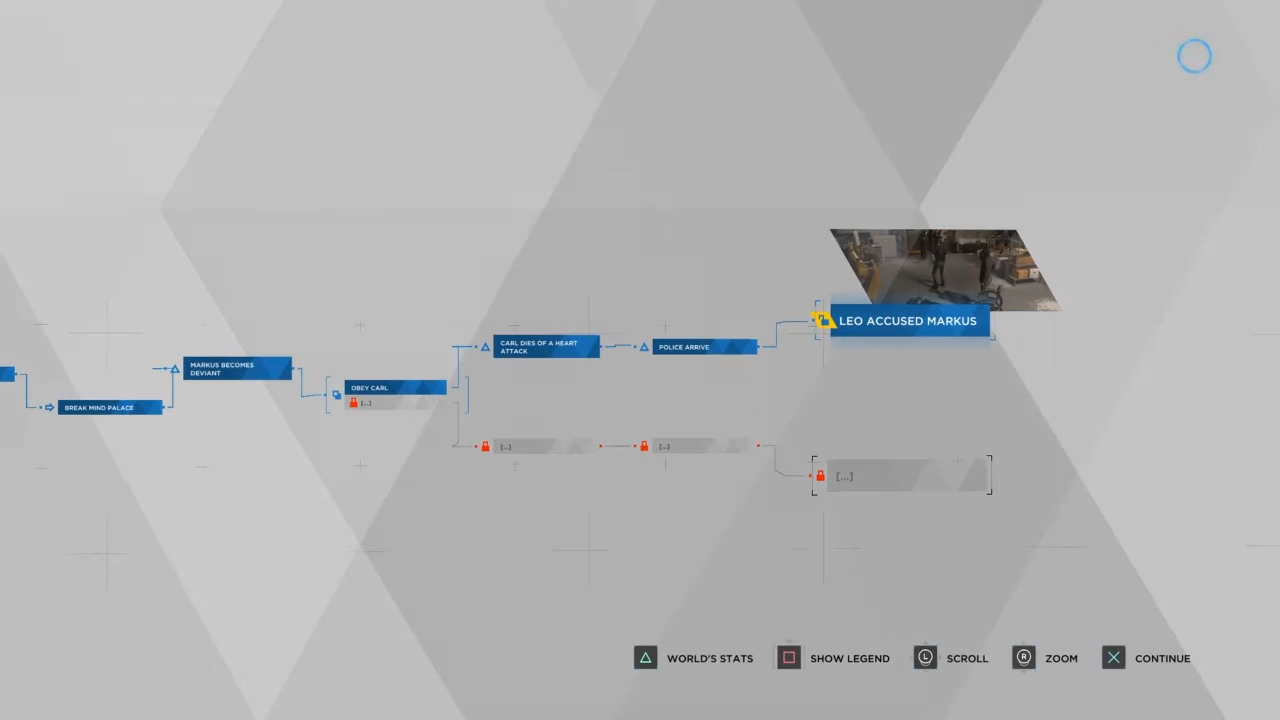 LEO ACCUSED MARKUS
CARL DIES OF A HEART
ATTACK
POLICE ARRIVE
MARKUS BECOMES
DEVIANT
OBEY CARL
[...]
BREAK MIND PALACE
[...]
[...]
[...]
WORLD'S STATS
SHOW LEGEND
L
SCROLL
R
ZOOM
CONTINUE